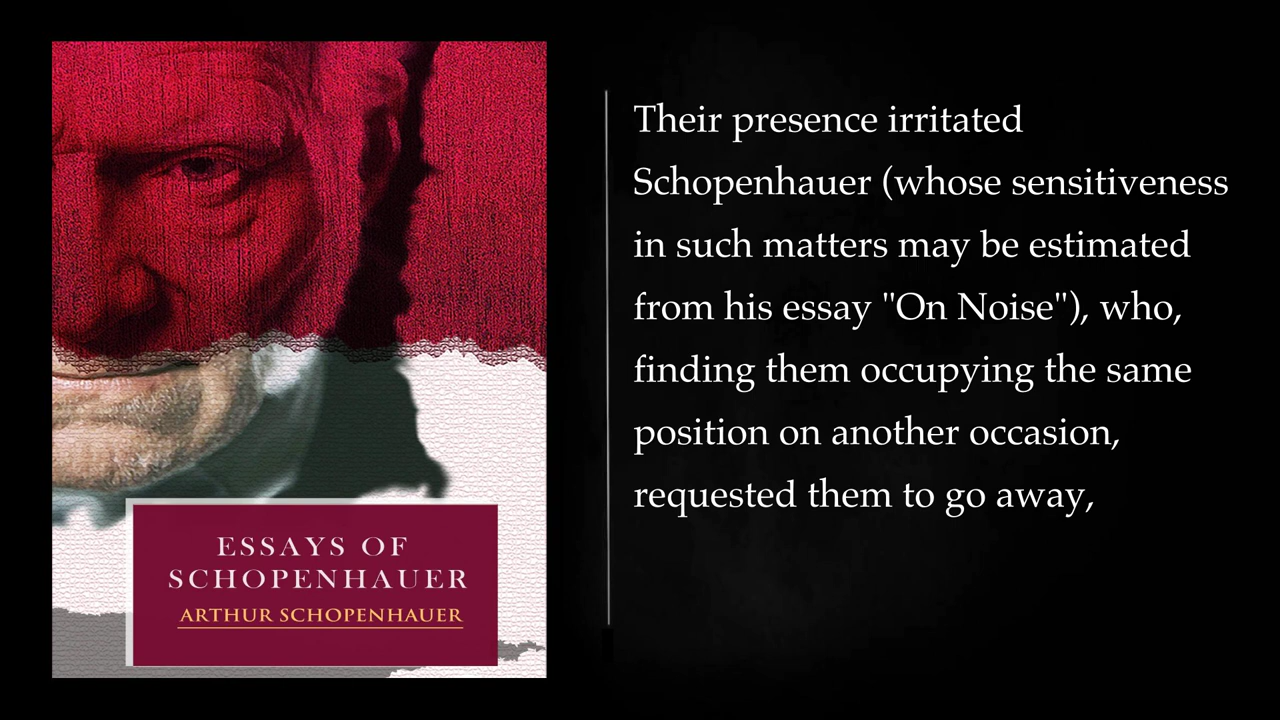 ESSAYS OF
SCHOPENHAUER
ARTHUR SCHOPENHAUER
Their presence irritated
Schopenhauer (whose sensitiveness
in such matters may be estimated
from his essay "On Noise"), who,
finding them occupying the same
position on another occasion,
requested them to go away,